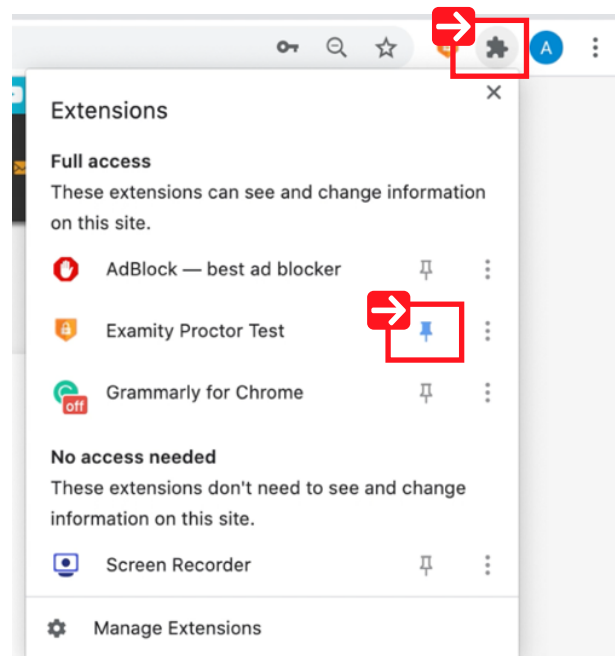 A
Extensions
Full access
These extensions can see and change information
on this site.
AdBlock — best ad blocker
Examity Proctor Test
Grammarly for Chrome
off
No access needed
These extensions don't need to see and change
information on this site.
Screen Recorder
Manage Extensions